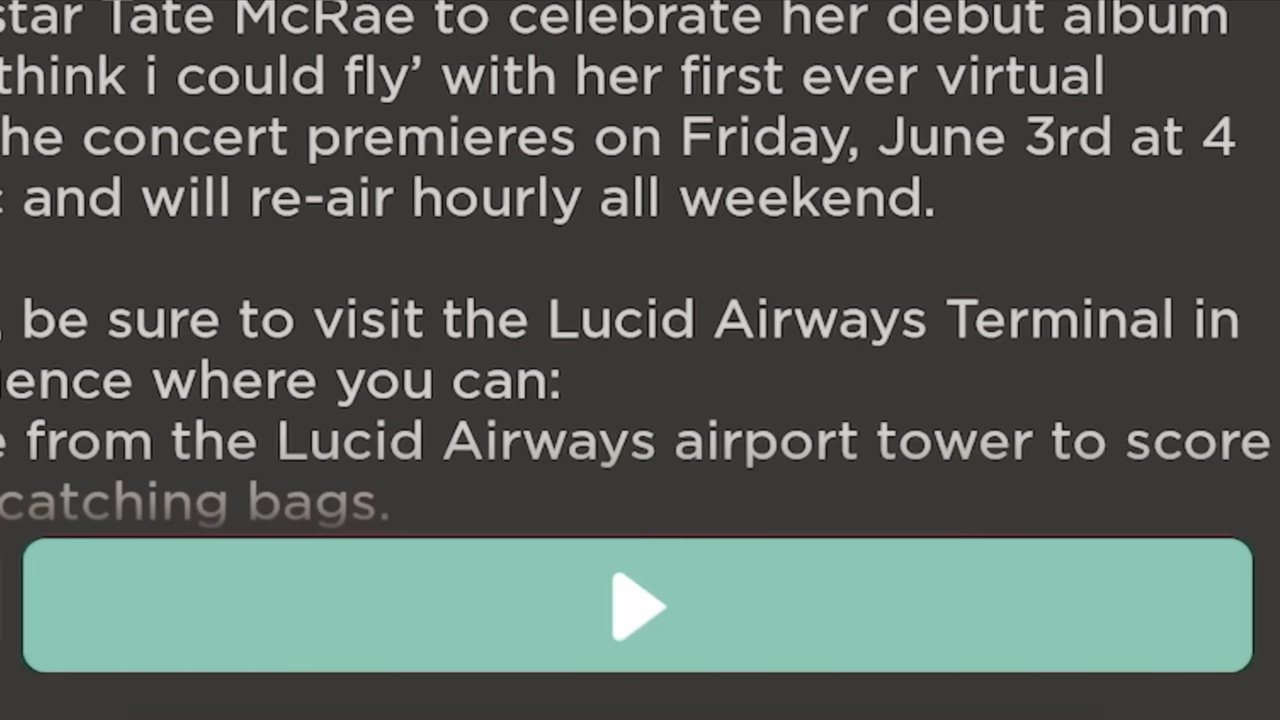 star Tate McRae to celebrate her debut album
think i could fly’ with her first ever virtual
he concert premieres on Friday, June 3rd at 4
and will re-air hourly all weekend.
be sure to visit the Lucid Airways Terminal in
ence where you can:
from the Lucid Airways airport tower to score
catching bags.